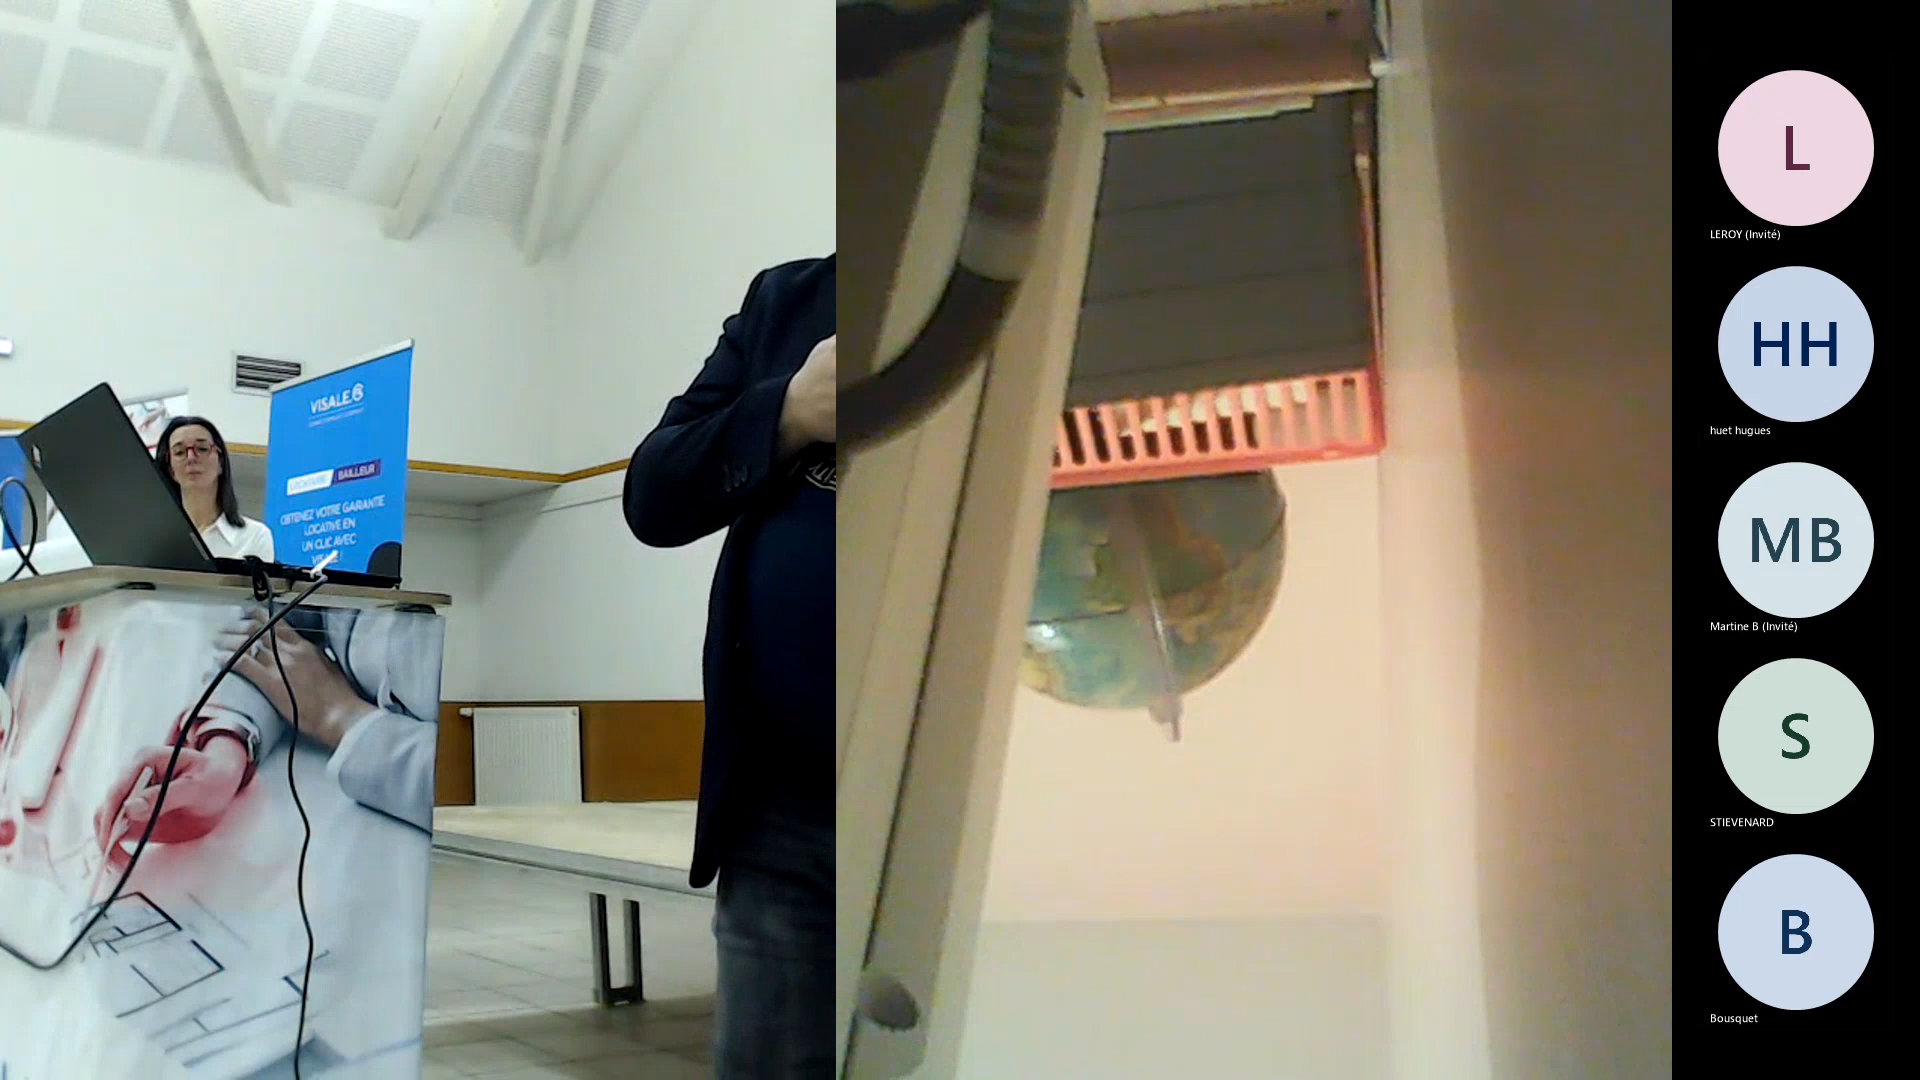 VISALE
LOCATAIRE BAILLEUR
OBTENEZ VOTRE GARANTIE
LOCATIVE EN
UN CLIC AVEC
L
LEROY (Invité)
HH
huet hugues
MB
Martine B (Invité)
S
STIEVENARD
B
Bousquet